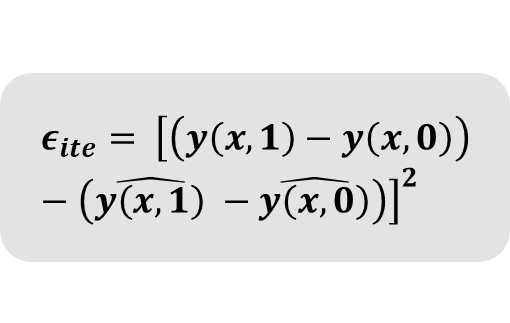 ϵ_ite = [(y(x, 1) − y(x, 0))
− (y(x, 1)^ − y(x, 0)^)]²